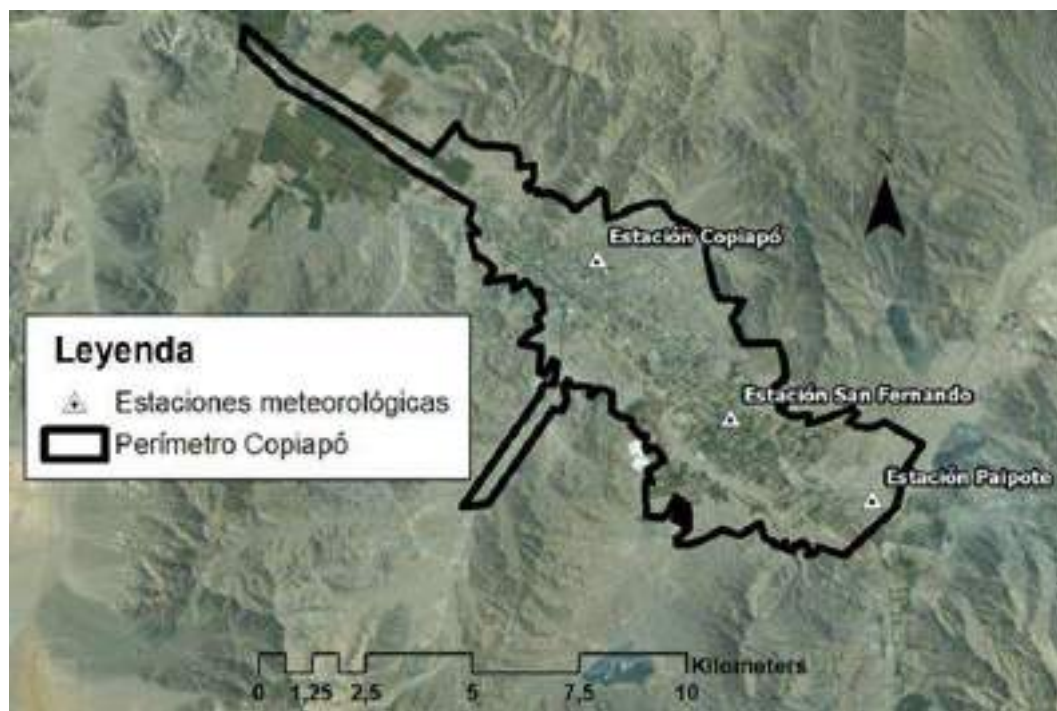 Estación Copiapó
Leyenda
Estaciones meteorológicas
Perímetro Copiapó
Estación San Fernando
Estación Paipote
Kilometers
0 1,25 2,5 5 7,5 10